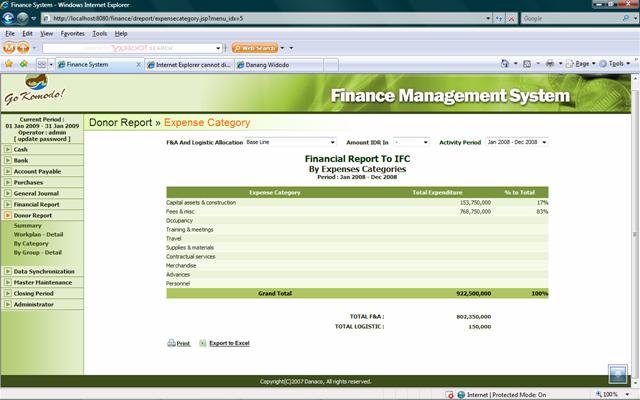 Finance System - Windows Internet Explorer
http://localhost:8080/finance/dreport/expensecategory.jsp?menu_idx=5
Google
File Edit View Favorites Tools Help
YAHOO! SEARCH
Web Search
Finance System
Internet Explorer cannot di...
Danang Widodo
Page
Tools
Go Komodo!
Finance Management System
Current Period :
01 Jan 2009 - 31 Jan 2009
Operator : admin
[ update password ]
Cash
Bank
Account Payable
Purchases
General Journal
Financial Report
Donor Report
Summary
Workplan - Detail
By Category
By Group - Detail
Data Synchronization
Master Maintenance
Closing Period
Administrator
Donor Report » Expense Category
F&A And Logistic Allocation Base Line Amount IDR In - Activity Period Jan 2008 - Dec 2008
Financial Report To IFC
By Expenses Categories
Period : Jan 2008 - Dec 2008
Expense Category Total Expenditure % to Total
Capital assets & construction 153,750,000 17%
Fees & misc 768,750,000 83%
Occupancy
Training & meetings
Travel
Supplies & materials
Contractual services
Merchandise
Advances
Personnel
Grand Total 922,500,000 100%
TOTAL F&A : 802,350,000
TOTAL LOGISTIC : 150,000
Print Export to Excel
Copyright(C)2007 Danaco, All rights reserved.
Internet | Protected Mode: On
100%